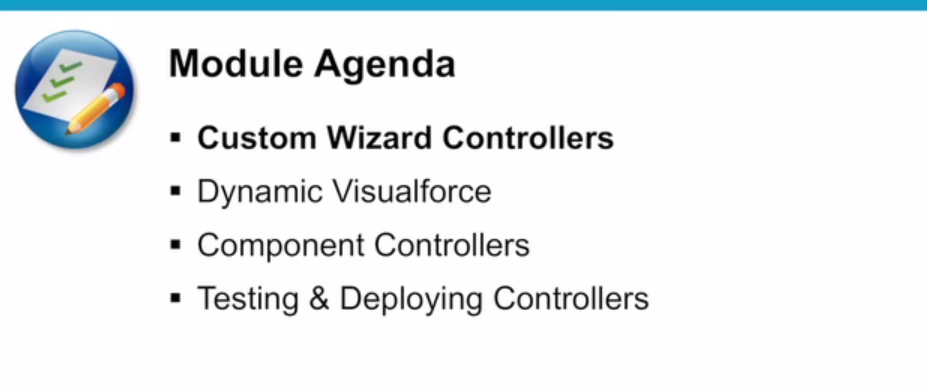 Module Agenda
▪ Custom Wizard Controllers
▪ Dynamic Visualforce
▪ Component Controllers
▪ Testing & Deploying Controllers